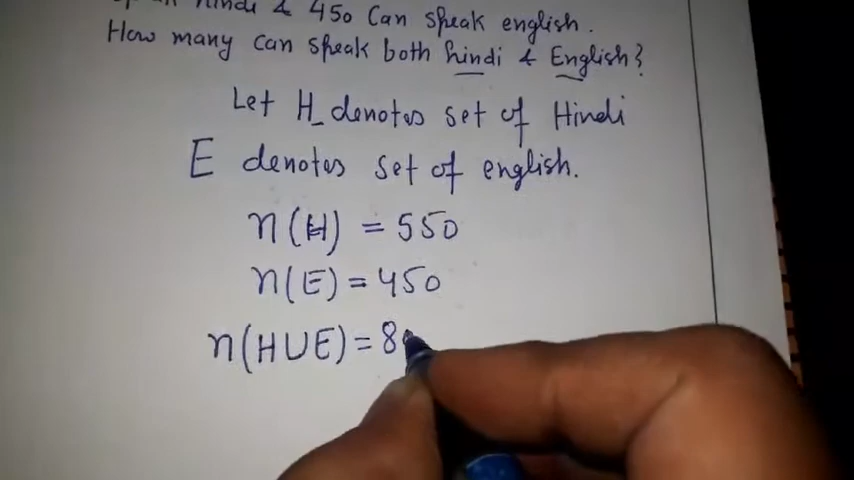 hindi & 450 Can speak english.
How many can speak both hindi & English?
Let H denotes set of Hindi
E denotes set of english.
n(H) = 550
n(E) = 450
n(HUE) = 8